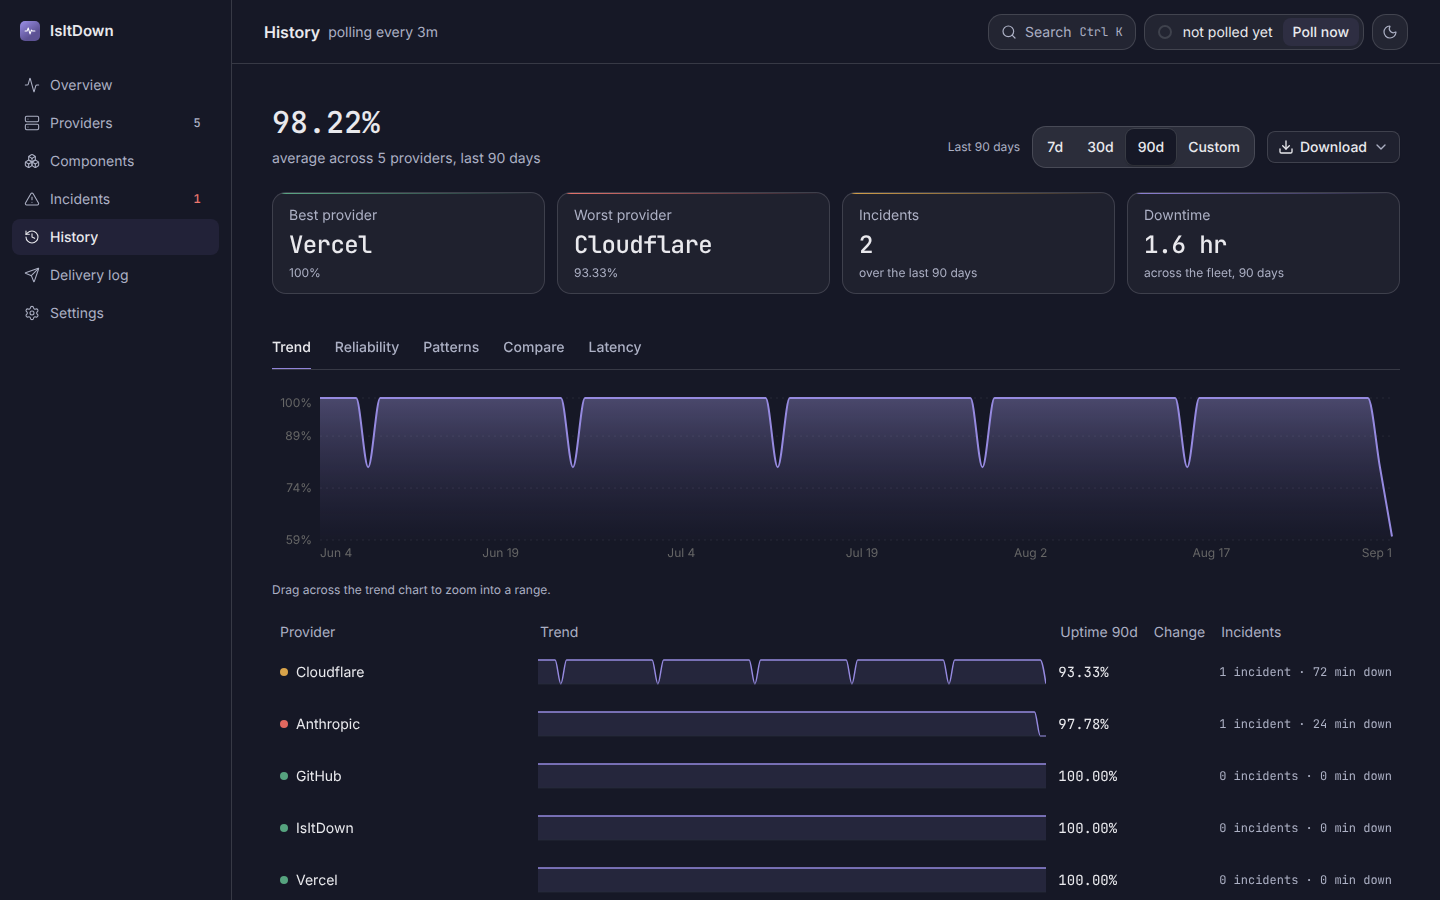 IsItDown
Overview
Providers 5
Components
Incidents 1
History
Delivery log
Settings
History polling every 3m
Search Ctrl K
not polled yet Poll now
98.22%
average across 5 providers, last 90 days
Last 90 days 7d 30d 90d Custom Download
Best provider
Vercel
100%
Worst provider
Cloudflare
93.33%
Incidents
2
over the last 90 days
Downtime
1.6 hr
across the fleet, 90 days
Trend Reliability Patterns Compare Latency
100%
89%
74%
59%
Jun 4 Jun 19 Jul 4 Jul 19 Aug 2 Aug 17 Sep 1
Drag across the trend chart to zoom into a range.
Provider Trend Uptime 90d Change Incidents
Cloudflare 93.33% 1 incident · 72 min down
Anthropic 97.78% 1 incident · 24 min down
GitHub 100.00% 0 incidents · 0 min down
IsItDown 100.00% 0 incidents · 0 min down
Vercel 100.00% 0 incidents · 0 min down